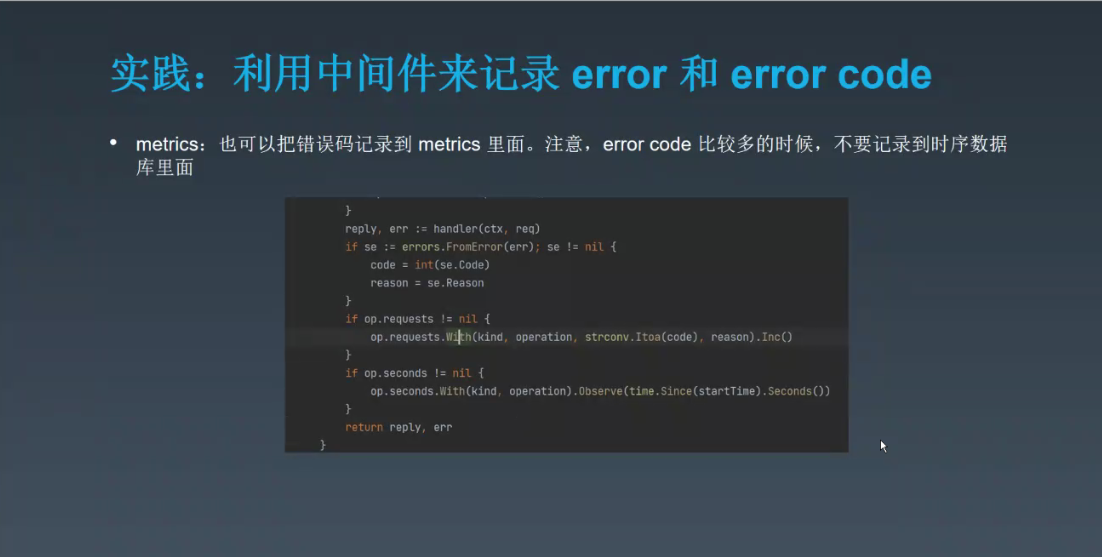 实践：利用中间件来记录 error 和 error code
• metrics：也可以把错误码记录到 metrics 里面。注意，error code 比较多的时候，不要记录到时序数据
库里面
}
reply, err := handler(ctx, req)
if se := errors.FromError(err); se != nil {
code = int(se.Code)
reason = se.Reason
}
if op.requests != nil {
op.requests.With(kind, operation, strconv.Itoa(code), reason).Inc()
}
if op.seconds != nil {
op.seconds.With(kind, operation).Observe(time.Since(startTime).Seconds())
}
return reply, err
}